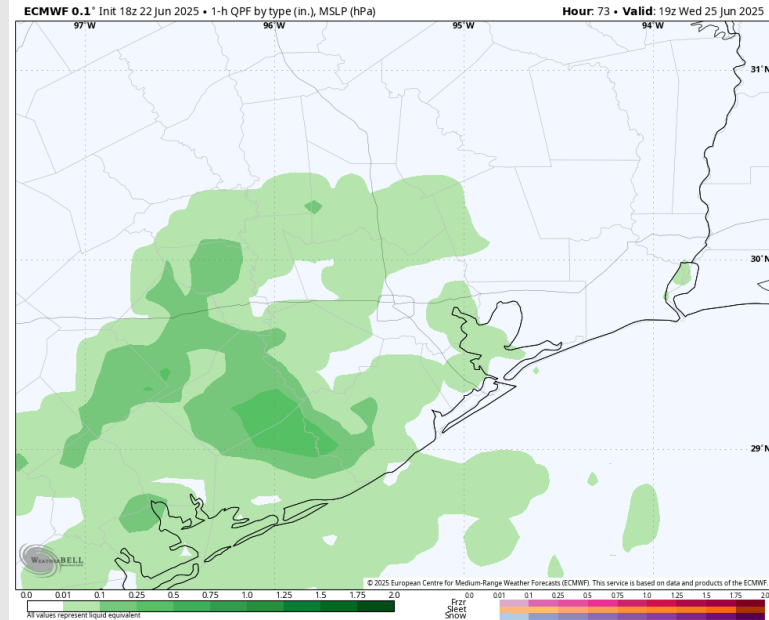 ECMWF 0.1° Init 18z 22 Jun 2025 • 1-h QPF by type (in.), MSLP (hPa)
Hour: 73 • Valid: 19z Wed 25 Jun 2025
97°W 96°W 95°W 94°W
31°N
30°N
29°N
WEATHERBELL
© 2025 European Centre for Medium-Range Weather Forecasts (ECMWF). This service is based on data and products of the ECMWF.
0.0 0.01 0.1 0.25 0.5 0.75 1.0 1.25 1.5 1.75 2.0
All values represent liquid equivalent
0.0 0.01 0.1 0.25 0.5 0.75 1.0 1.25 1.5 1.75 2.0
Frzr
Sleet
Snow